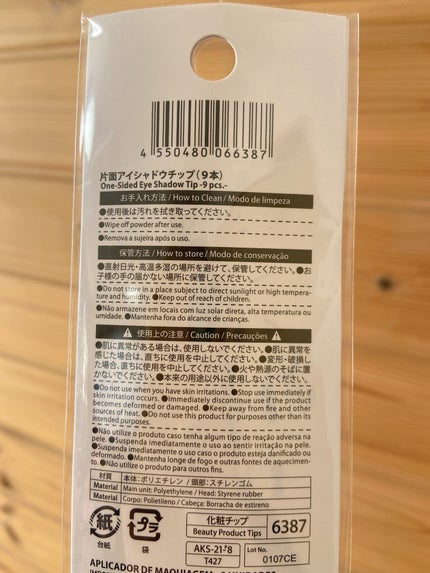 4 550480 066387
片面アイシャドウチップ（9本）
One-Sided Eye Shadow Tip -9 pcs.-
お手入れ方法 / How to Clean / Modo de limpeza
●使用後は汚れを拭き取ってください。
●Wipe off powder after use.
●Remova a sujeira após o uso.
保管方法 / How to store / Modo de conservação
●直射日光・高温多湿の場所を避けて、保管してください。●お
子様の手の届かない場所に保管してください。
●Do not store in a place subject to direct sunlight or high tempera-
ture and humidity. ●Keep out of reach of children.
●Não armazene em locais com luz solar direta, alta temperatura ou
umidade. ●Mantenha fora do alcance de crianças.
使用上の注意 / Caution / Precauções
●肌に異常がある場合は、使用しないでください。●肌に異常を
感じた場合は、直ちに使用を中止してください。●変形・破損し
た場合、直ちに使用を中止してください。●火や熱源のそばに置
かないでください。●本来の用途以外に使用しないでください。
●Do not use when you have skin irritations. ●Stop use immediately if
skin irritation occurs. ●Immediately discontinue use if the product
becomes deformed or damaged. ●Keep away from fire and other
sources of heat. ●Do not use this product for purposes other than its
intended purposes.
●Não utilize o produto caso tenha algum tipo de reação adversa na
pele. ●Suspenda imediatamente o uso ao sentir irritação na pele.
●Suspenda imediatamente o uso caso o produto esteja danificado ou
deformado. ●Mantenha longe de fogo e outras fontes de aquecimen-
to. ●Não utilize o produto para outros fins.
材質 本体：ポリエチレン / 頭部：スチレンゴム
Material Main unit: Polyethylene / Head: Styrene rubber
Material Corpo: Polietileno / Cabeça: Borracha de estireno
紙 プラ
台紙 袋
化粧チップ
Beauty Product Tips
6387
AKS-21-8
T427
Lot No.
0107CE